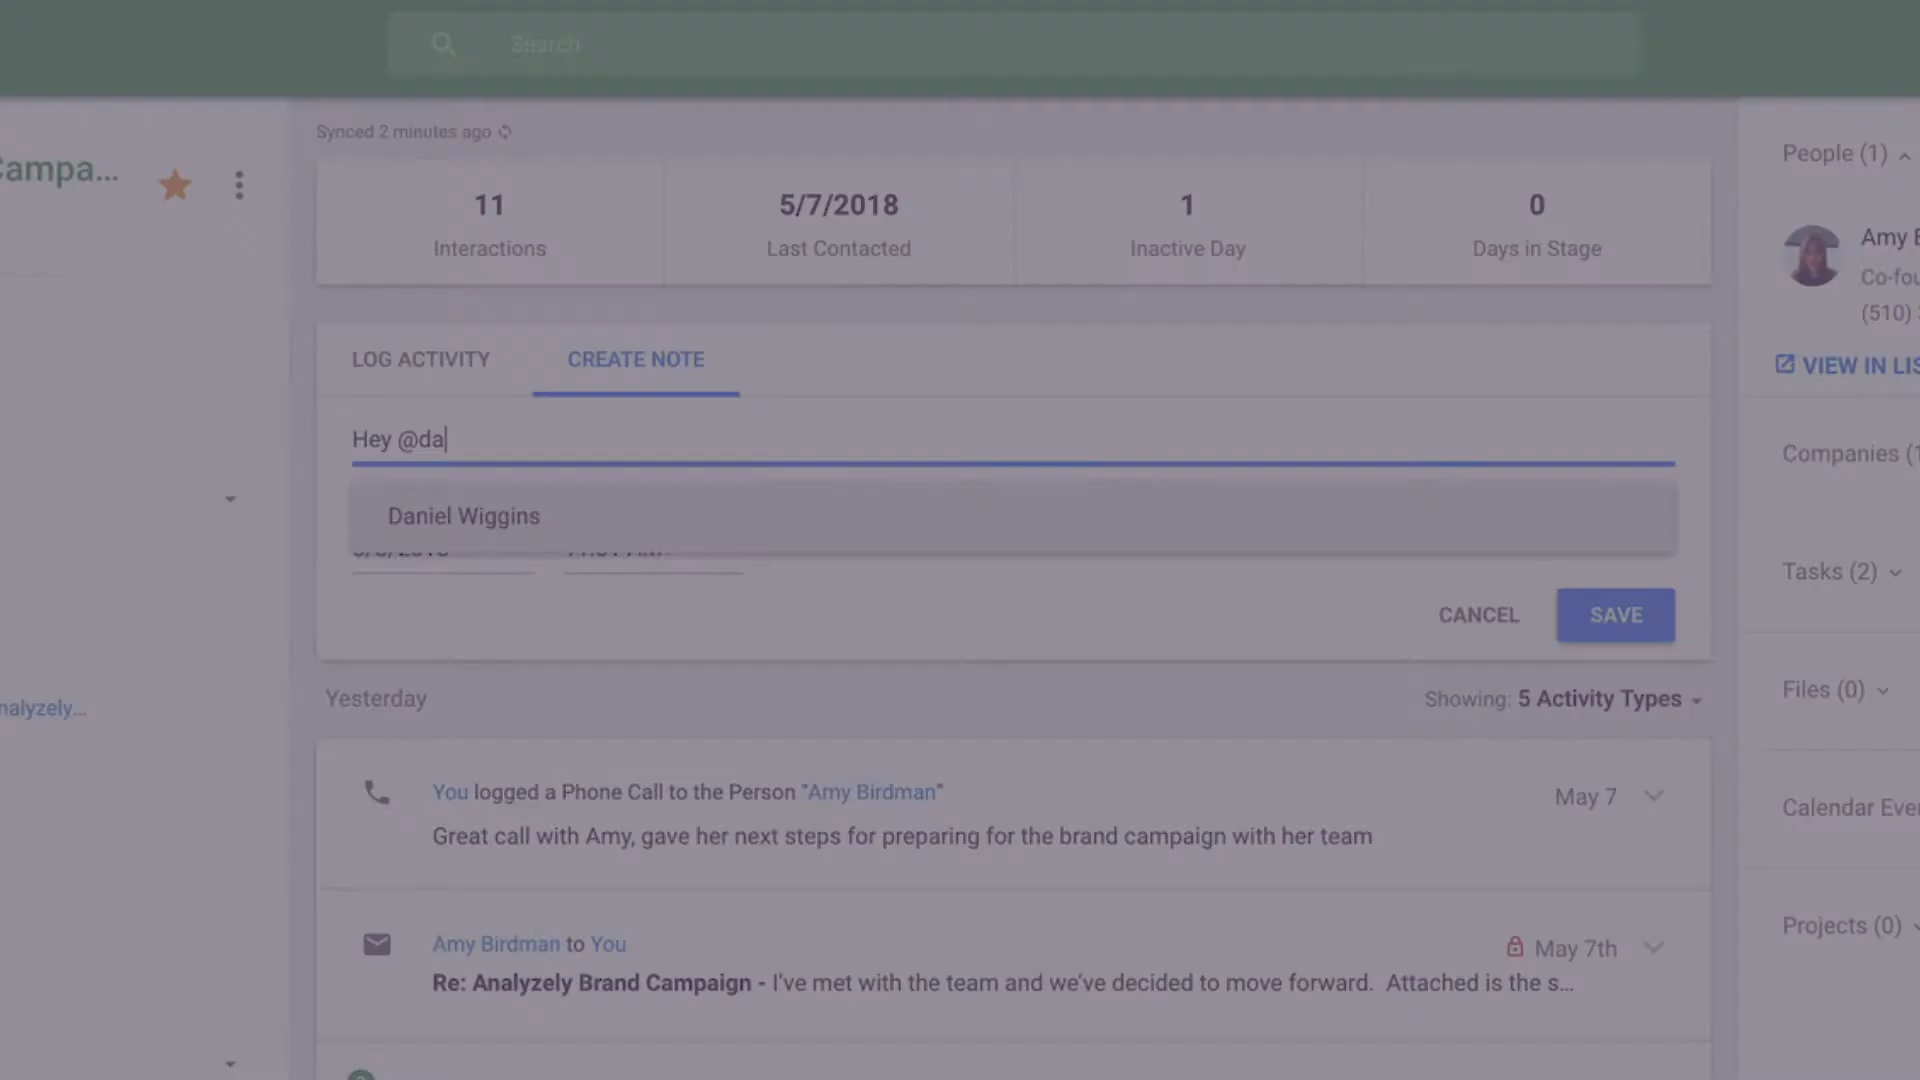 Search
Synced 2 minutes ago
Campa...
11
Interactions
5/7/2018
Last Contacted
1
Inactive Day
0
Days in Stage
LOG ACTIVITY
CREATE NOTE
Hey @da
Daniel Wiggins
CANCEL
SAVE
nalyzely...
Yesterday
Showing: 5 Activity Types
You logged a Phone Call to the Person "Amy Birdman"
May 7
Great call with Amy, gave her next steps for preparing for the brand campaign with her team
Amy Birdman to You
May 7th
Re: Analyzely Brand Campaign - I've met with the team and we've decided to move forward. Attached is the s...
People (1)
Amy
Co-fou
(510)
VIEW IN LIS
Companies (1
Tasks (2)
Files (0)
Calendar Eve
Projects (0)